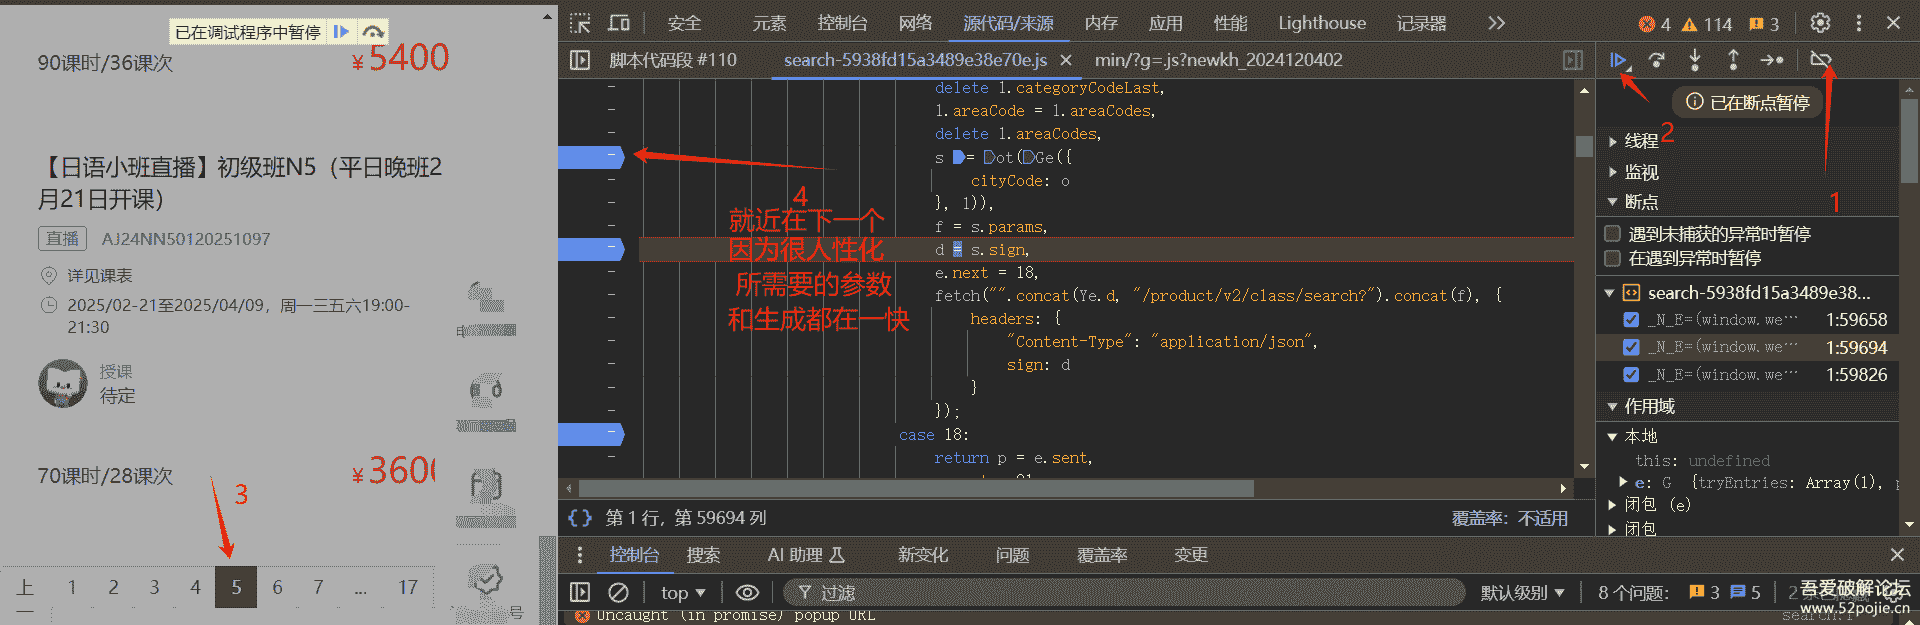 已在调试程序中暂停
90课时/36课次
¥5400
【日语小班直播】初级班N5（平日晚班2
月21日开课）
直播 AJ24NN50120251097
详见课表
2025/02-21至2025/04/09，周一三五六19:00-
21:30
授课
待定
70课时/28课次
¥360
3
上 1 2 3 4 5 6 7 ... 17
号
安全 元素 控制台 网络 源代码/来源 内存 应用 性能 Lighthouse 记录器 4 114 3
脚本代码段 #110 search-5938fd15a3489e38e70e.js × min/?g=.js?newkh_2024120402
delete l.categoryCodeLast,
l.areaCode = l.areaCodes,
delete l.areaCodes,
s = Dot(DGe({
cityCode: o
}, l)),
f = s.params,
d = s.sign,
e.next = 18,
fetch("".concat(Ye.d, "/product/v2/class/search?").concat(f), {
headers: {
"Content-Type": "application/json",
sign: d
}
});
case 18:
return p = e.sent,
4
就近在下一个
因为很人性化
所需要的参数
和生成都在一快
{} 第 1 行，第 59694 列
覆盖率：不适用
已在断点暂停
2
1
线程
监视
断点
遇到未捕获的异常时暂停
在遇到异常时暂停
search-5938fd15a3489e38...
_N_E=(window.we… 1:59658
_N_E=(window.we… 1:59694
_N_E=(window.we… 1:59826
作用域
本地
this: undefined
e: G {tryEntries: Array(1),
闭包 (e)
闭包
控制台 搜索 AI 助理 新变化 问题 覆盖率 变更
top 过滤 默认级别 8 个问题: 3 5 2
Uncaught (in promise) popup URL
吾爱破解论坛
www.52pojie.cn